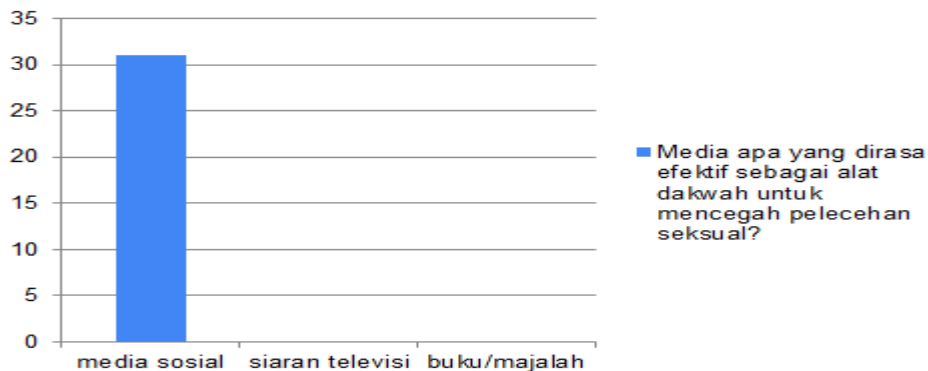 35
30
25
20
15
10
5
0
media sosial siaran televisi buku/majalah
Media apa yang dirasa
efektif sebagai alat
dakwah untuk
mencegah pelecehan
seksual?